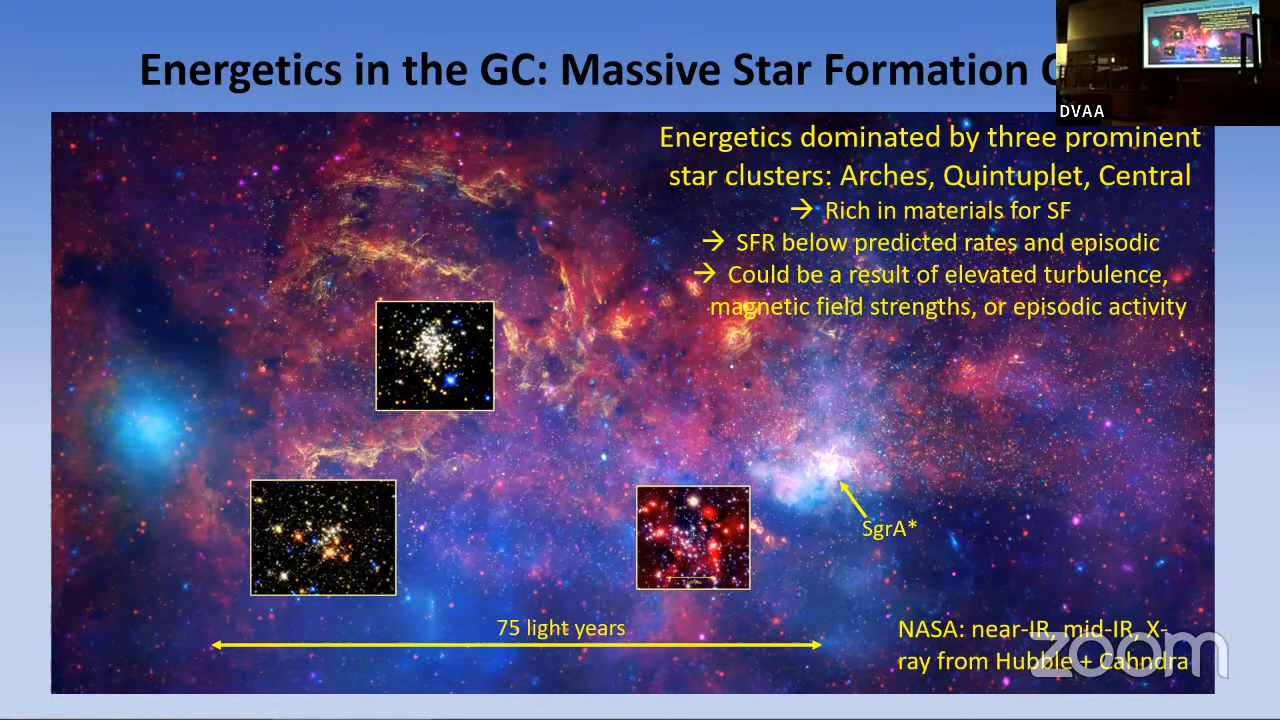 Energetics in the GC: Massive Star Formation
DVAA
Energetics dominated by three prominent
star clusters: Arches, Quintuplet, Central
→ Rich in materials for SF
→ SFR below predicted rates and episodic
→ Could be a result of elevated turbulence,
magnetic field strengths, or episodic activity
SgrA*
75 light years
NASA: near-IR, mid-IR, X-
ray from Hubble + Cahndra
zoom